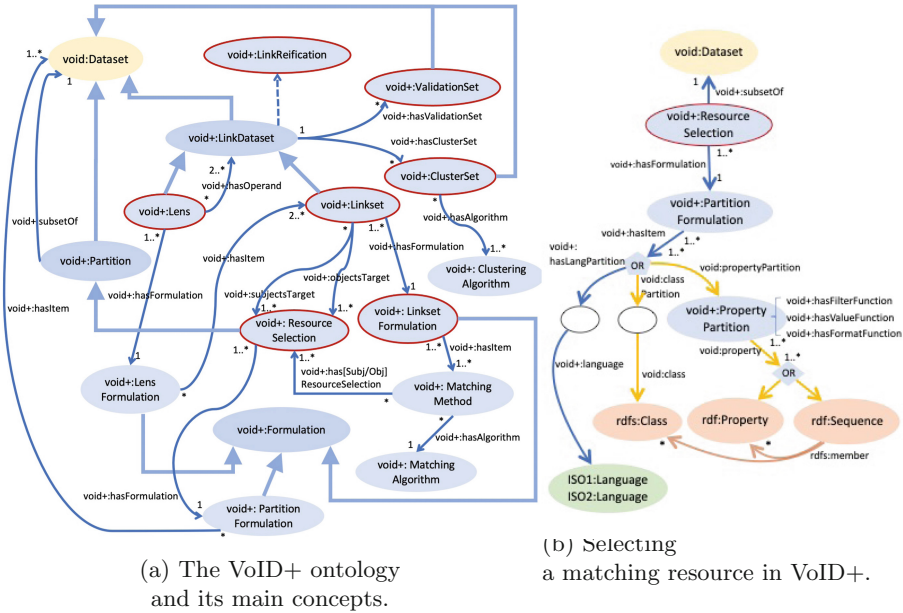 1..*
void:Dataset
1
void+:LinkReification
void+:ValidationSet
*
void+:hasValidationSet
void+:LinkDataset
1
void+:hasClusterSet
*
void+:ClusterSet
2..*
void+:hasOperand
void+:Lens
*
1..*
void+:Linkset
2..*
*
1..*
*
void+:hasAlgorithm
1..*
void+: Clustering
Algorithm
void+:subsetOf
void+:Partition
void+:hasItem
void+:hasFormulation
void+:hasItem
void+:objectsTarget
void+:subjectsTarget
1..*
1..*
void+:hasFormulation
1
void+: Resource
Selection
1..*
1..*
void+: Linkset
Formulation
1..*
void+:hasItem
1..*
void+:has[Subj/Obj]
ResourceSelection
*
void+: Matching
Method
*
void+:hasAlgorithm
1
void+: Matching
Algorithm
1
void+:Lens
Formulation
*
void+:Formulation
void+:hasFormulation
1
void+: Partition
Formulation
*
(a) The VoID+ ontology
and its main concepts.
void:Dataset
1
void+:subsetOf
void+:Resource
Selection
void+:hasFormulation
1..*
1
void+:Partition
Formulation
void+:hasItem
1..*
1..*
void+:
hasLangPartition
OR
void:class
Partition
void:propertyPartition
void+:Property
Partition
void+:hasFilterFunction
void+:hasValueFunction
void+:hasFormatFunction
1..*
void:property
1..*
OR
void+:language
void:class
rdfs:Class
rdf:Property
rdf:Sequence
*
*
rdfs:member
ISO1:Language
ISO2:Language
(b) Selecting
a matching resource in VoID+.